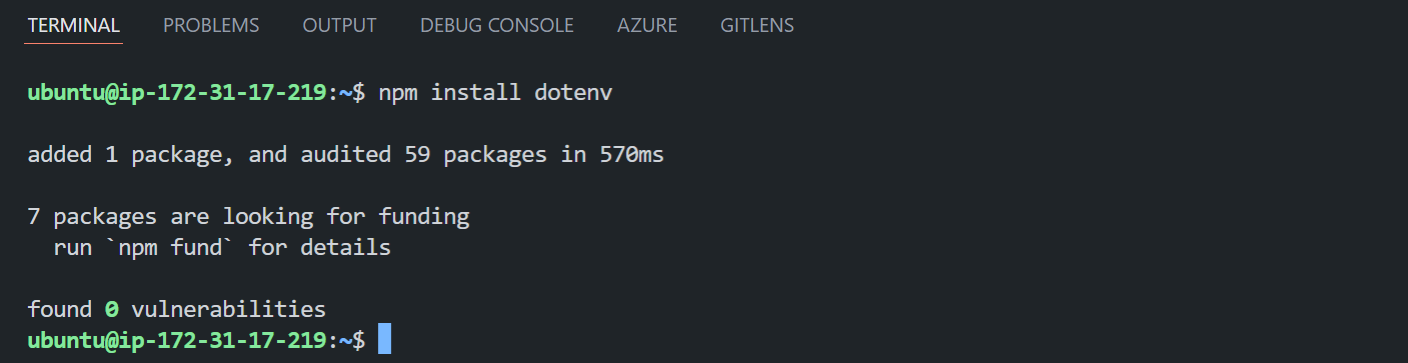 TERMINAL PROBLEMS OUTPUT DEBUG CONSOLE AZURE GITLENS
ubuntu@ip-172-31-17-219:~$ npm install dotenv
added 1 package, and audited 59 packages in 570ms
7 packages are looking for funding
  run `npm fund` for details
found 0 vulnerabilities
ubuntu@ip-172-31-17-219:~$